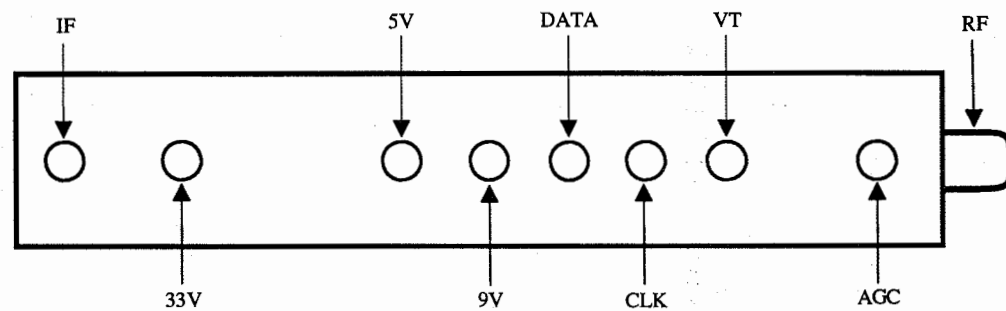 IF
5V
DATA
VT
RF
33V
9V
CLK
AGC